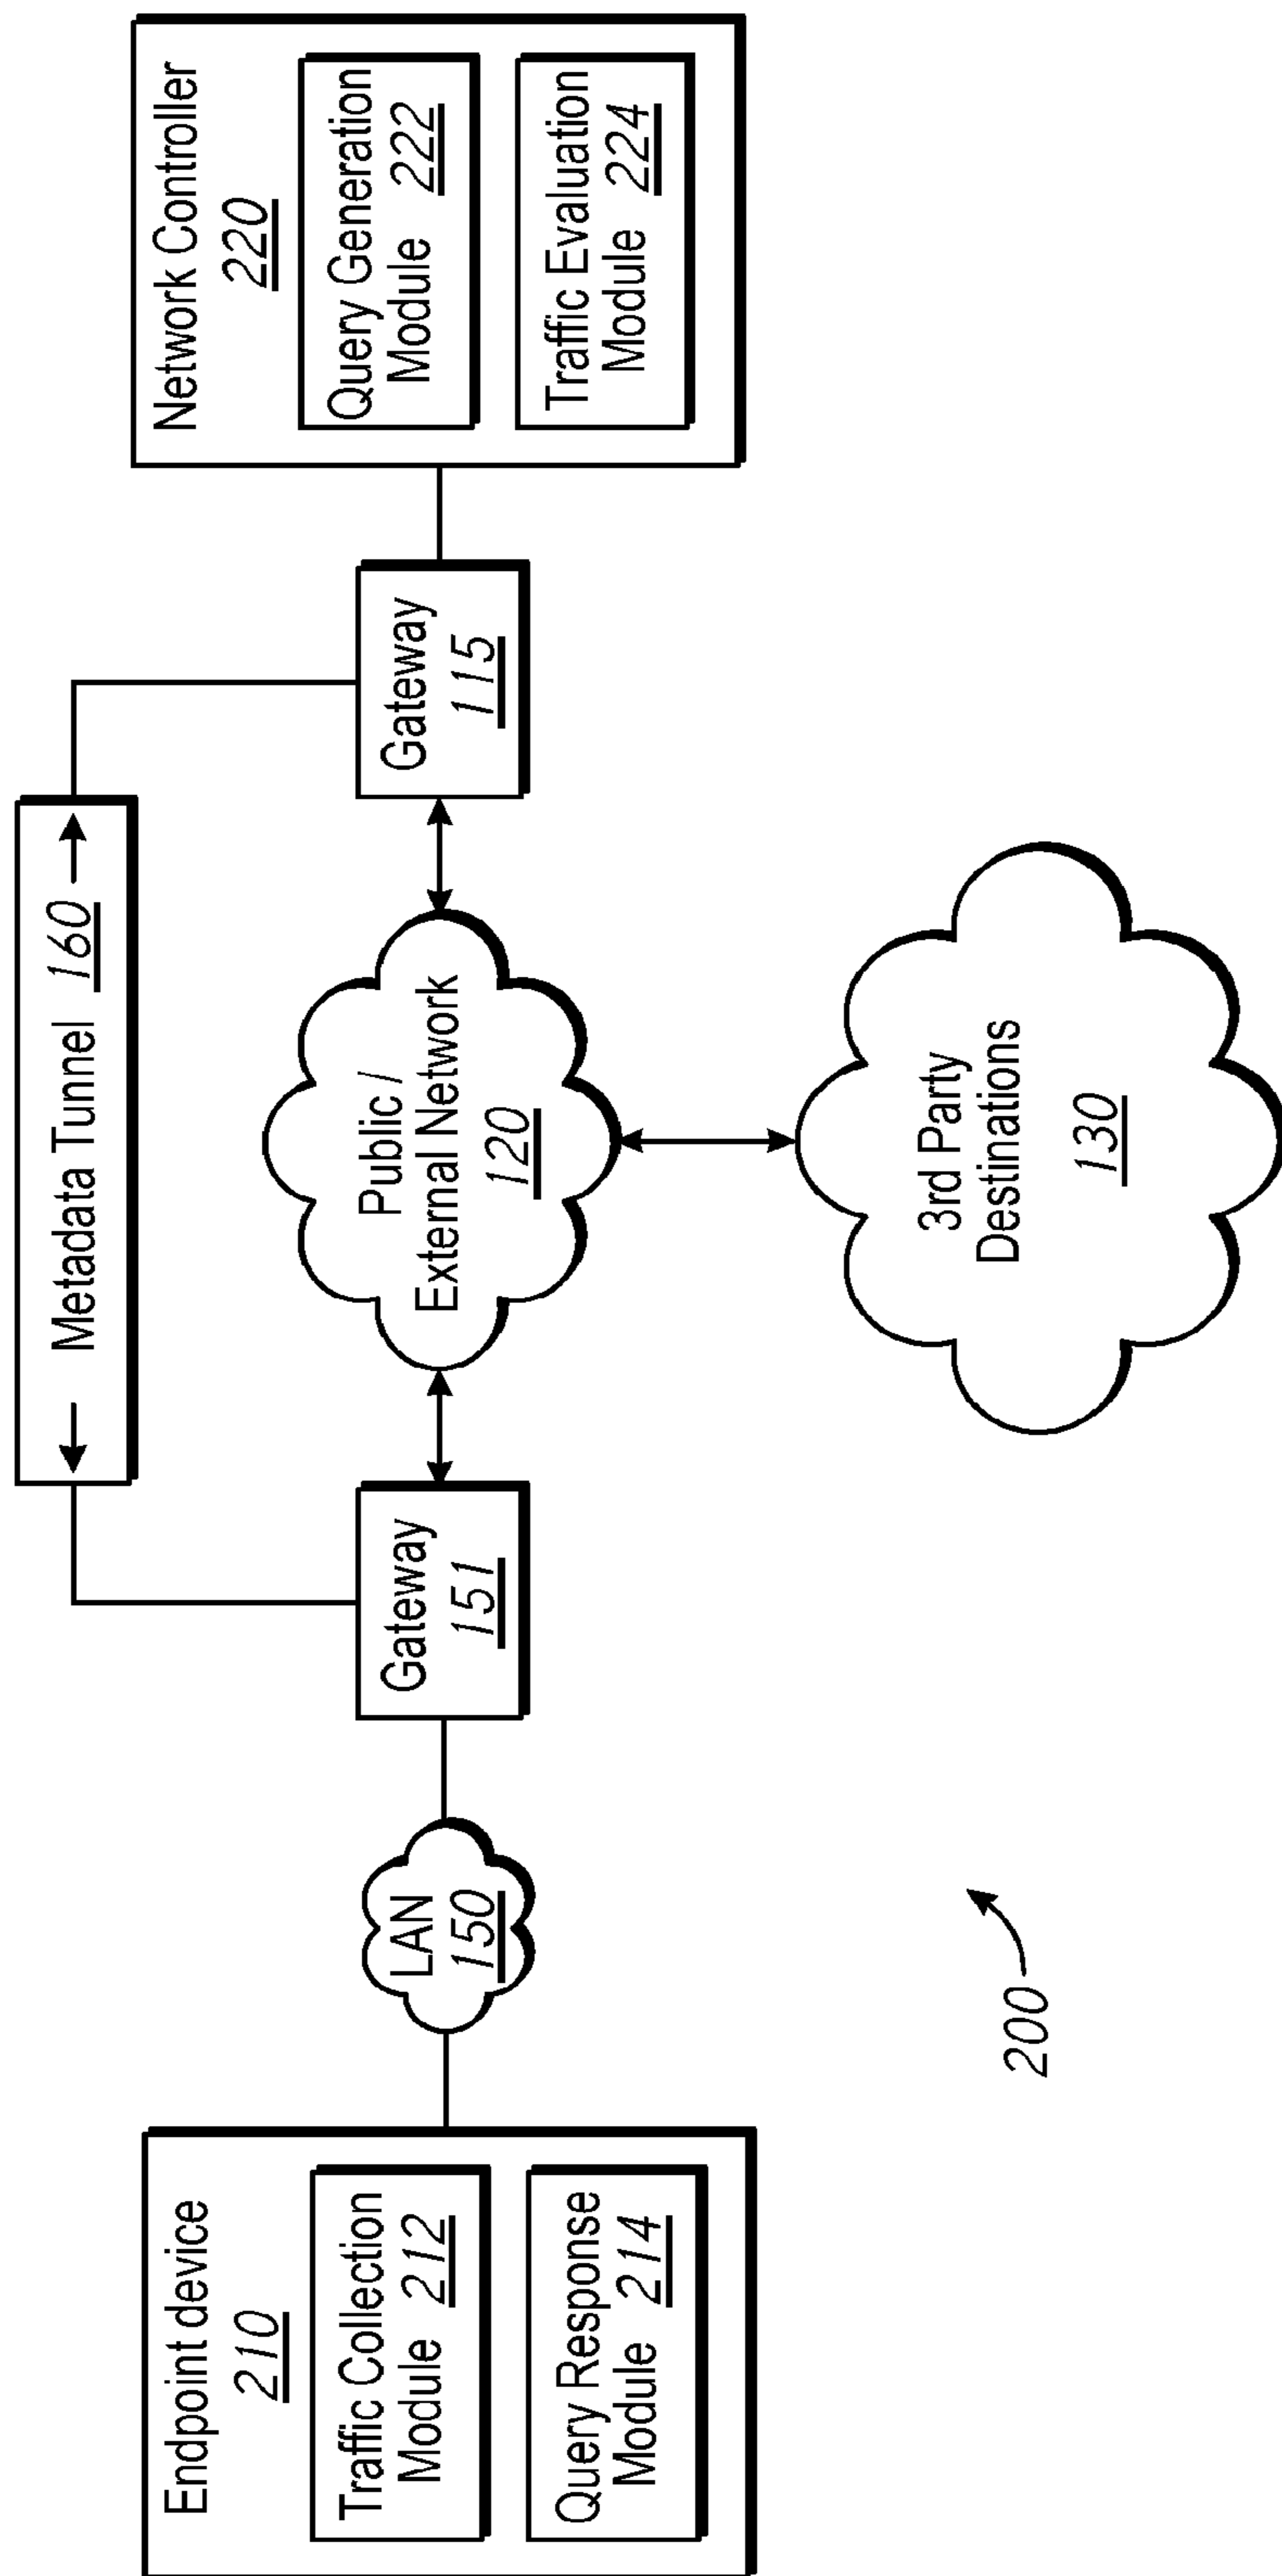 Metadata Tunnel 160
Endpoint device
210
Traffic Collection
Module 212
Query Response
Module 214
LAN
150
Gateway
151
Public /
External Network
120
Gateway
115
Network Controller
220
Query Generation
Module 222
Traffic Evaluation
Module 224
3rd Party
Destinations
130
200